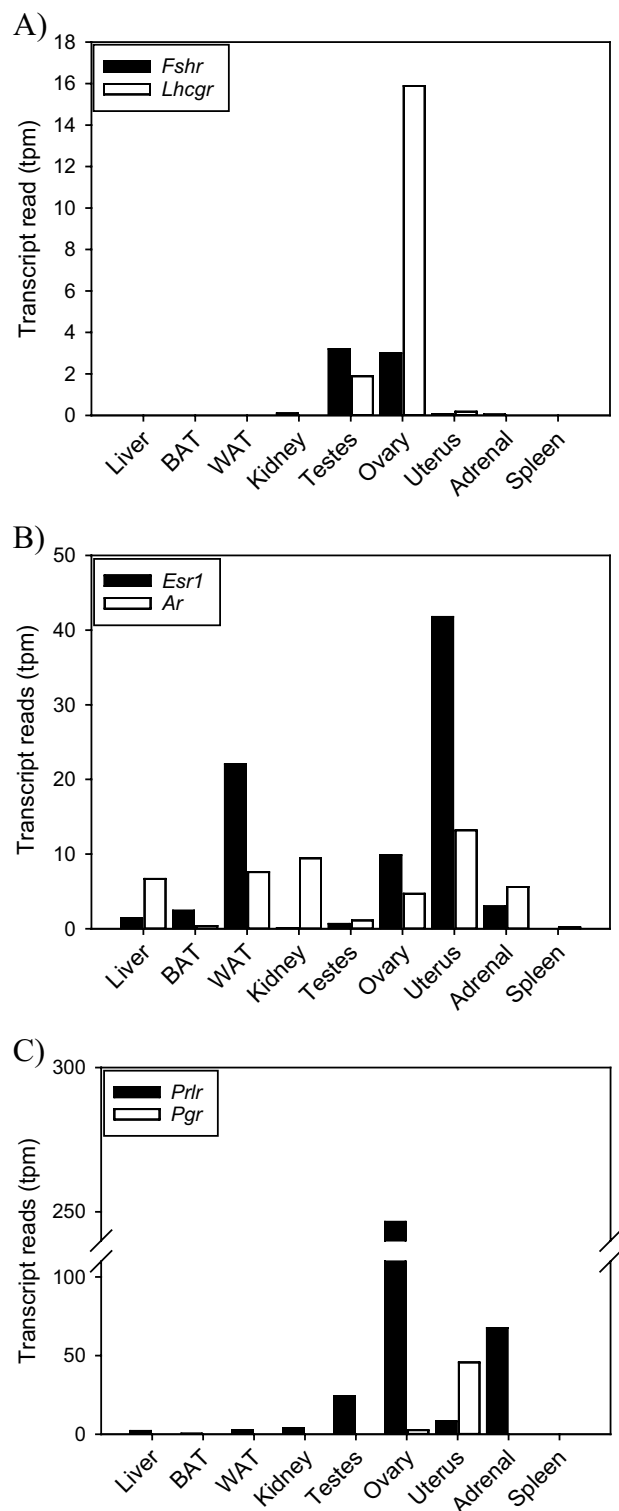 A)
18
16
14
12
10
8
6
4
2
0
Transcript read (tpm)
Fshr
Lhcgr
Liver
BAT
WAT
Kidney
Testes
Ovary
Uterus
Adrenal
Spleen
B)
50
40
30
20
10
0
Transcript reads (tpm)
Esr1
Ar
Liver
BAT
WAT
Kidney
Testes
Ovary
Uterus
Adrenal
Spleen
C)
300
250
100
50
0
Transcript reads (tpm)
Prlr
Pgr
Liver
BAT
WAT
Kidney
Testes
Ovary
Uterus
Adrenal
Spleen